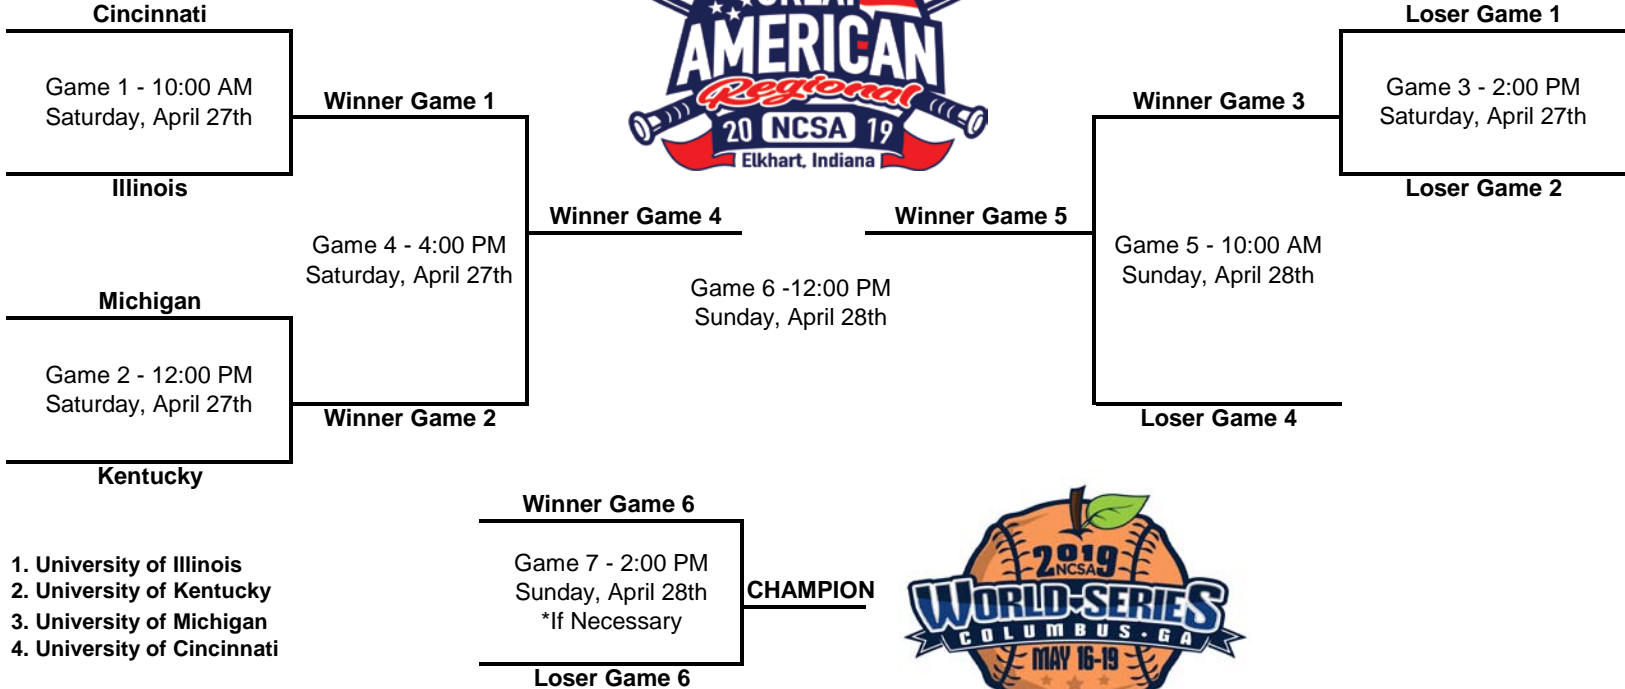 Cincinnati
Game 1 - 10:00 AM
Saturday, April 27th
Illinois
Winner Game 1
Game 4 - 4:00 PM
Saturday, April 27th
Michigan
Game 2 - 12:00 PM
Saturday, April 27th
Kentucky
Winner Game 2
Winner Game 4
AMERICAN
Regional
20 NCSA 19
Elkhart, Indiana
Winner Game 5
Game 6 -12:00 PM
Sunday, April 28th
Winner Game 3
Game 5 - 10:00 AM
Sunday, April 28th
Loser Game 4
Loser Game 1
Game 3 - 2:00 PM
Saturday, April 27th
Loser Game 2
1. University of Illinois
2. University of Kentucky
3. University of Michigan
4. University of Cincinnati
Winner Game 6
Game 7 - 2:00 PM
Sunday, April 28th
*If Necessary
Loser Game 6
CHAMPION
2019
NCSA
WORLD SERIES
COLUMBUS • GA
MAY 16-19